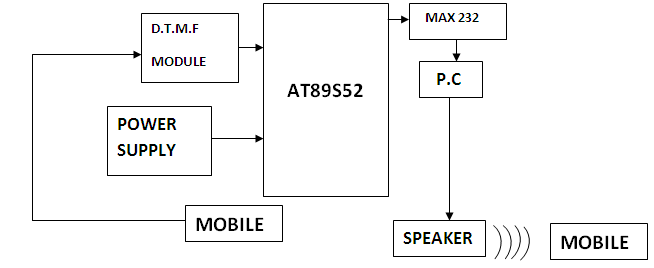 D.T.M.F
MODULE
AT89S52
MAX 232
P.C
POWER
SUPPLY
MOBILE
SPEAKER
MOBILE